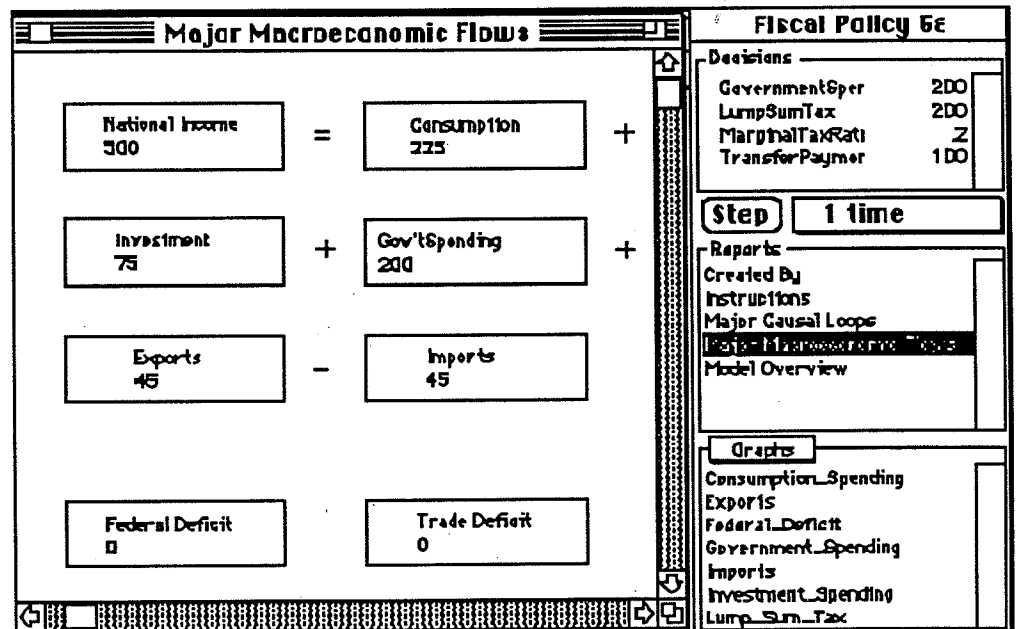 Major Macroeconomic Flows
National Income
500
=
Consumption
225
+
Investment
75
+
Gov'tSpending
200
+
Exports
45
-
Imports
45
Federal Deficit
0
Trade Deficit
0
Fiscal Policy
Decisions
GovernmentSper 200
LumpSumTax 200
MarginalTaxRati .2
TransferPaymer 100
Step 1 time
Reports
Created By
Instructions
Major Causal Loops
Major Macroeconomic Flows
Model Overview
Graphs
Consumption_Spending
Exports
Federal_Deficit
Government_Spending
Imports
Investment_Spending
Lump_Sum_Tax